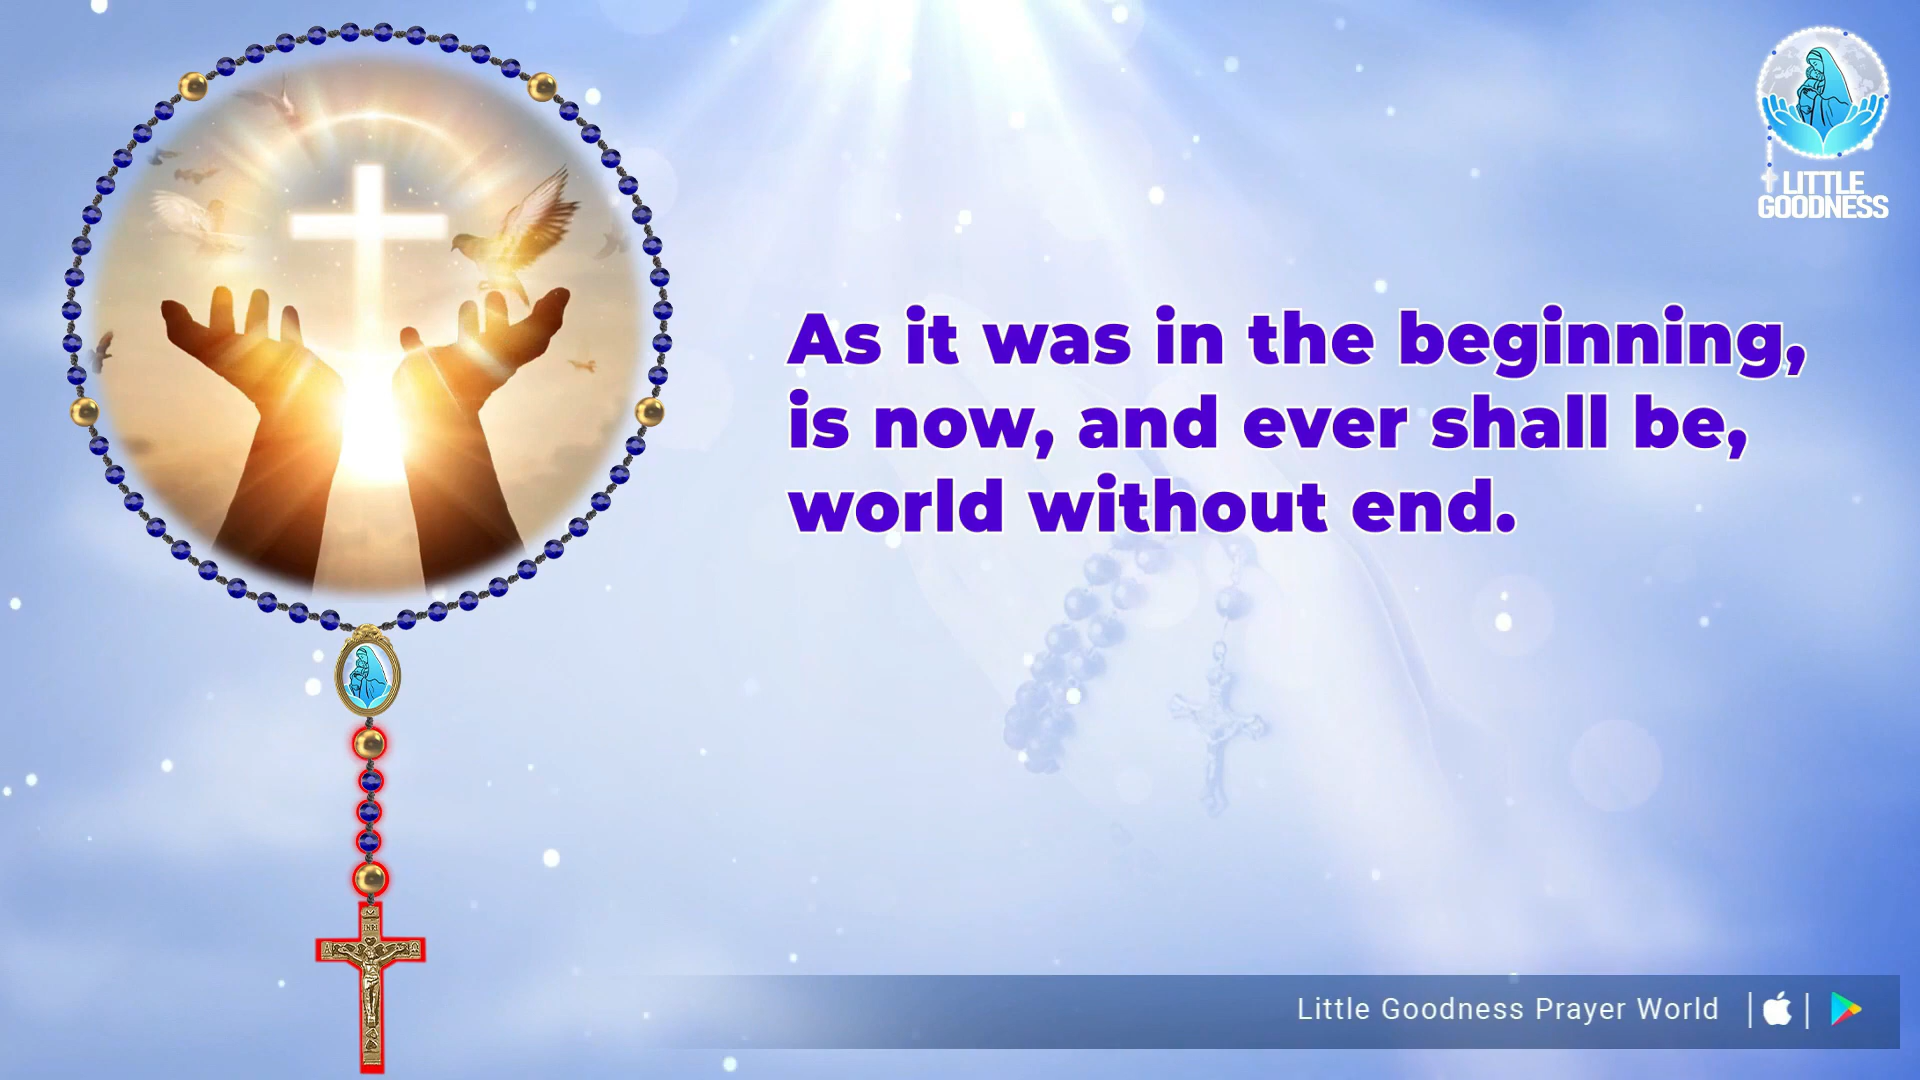 LITTLE
GOODNESS
As it was in the beginning,
is now, and ever shall be,
world without end.
INRI
Little Goodness Prayer World